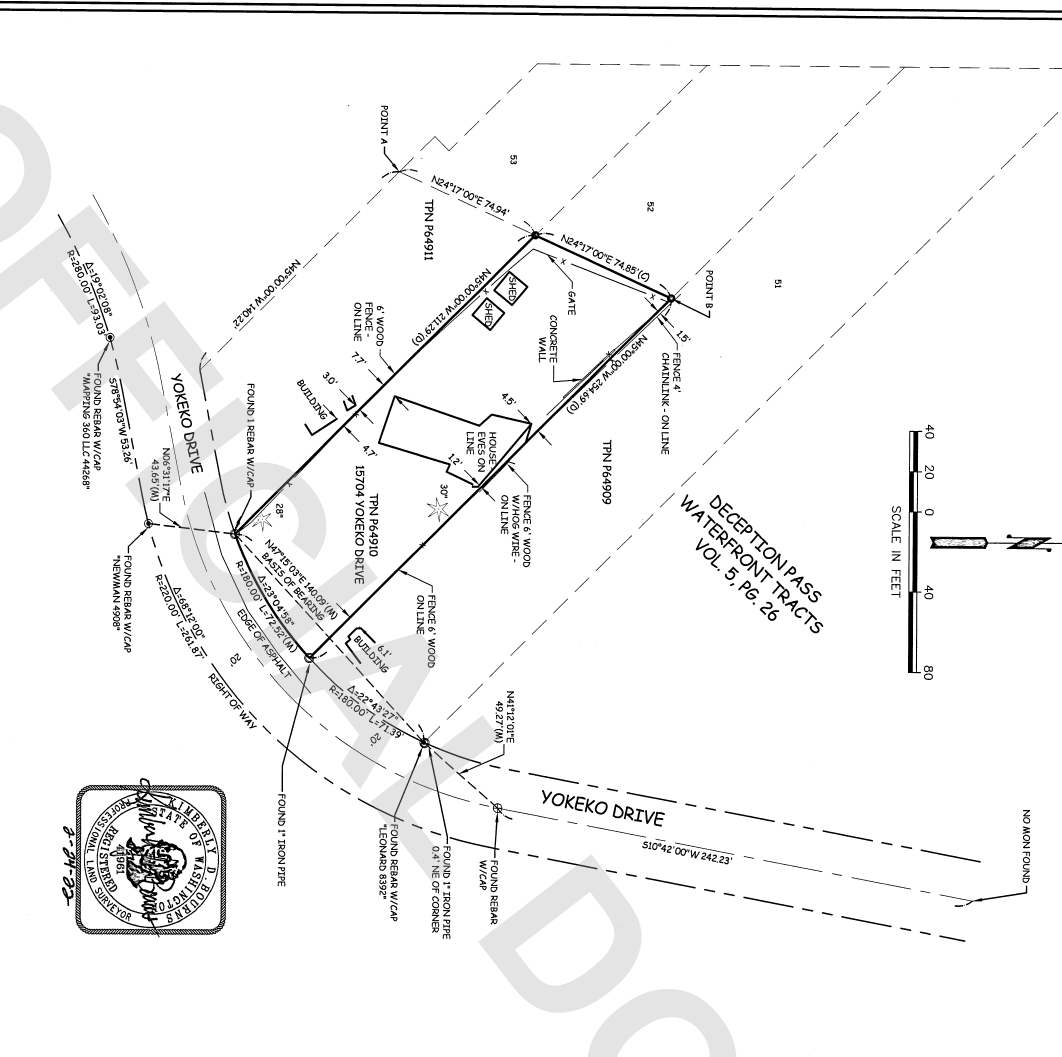 POINT A
53
N24°17'00"E 74.94'
TPN P64911
N45°00'00"W 140.22'
52
N24°17'00"E 74.85'(C)
51
POINT B
GATE
SHED
SHED
N45°00'00"W 211.29'(D)
6' WOOD
FENCE -
ON LINE
7.7'
3.0'
BUILDING
4.7'
CONCRETE
WALL
N45°00'00"W 254.69'(D)
1.5'
FENCE 4'
CHAINLINK - ON LINE
4.5'
HOUSE
EVES ON
LINE
1.2'
TPN P64909
FENCE 6' WOOD
W/HOG WIRE -
ON LINE
30"
28"
TPN P64910
15704 YOKEKO DRIVE
FENCE 6' WOOD
ON LINE
6.1'
BUILDING
DECEPTION PASS
WATERFRONT TRACTS
VOL. 5, PG. 26
40
20
0
40
80
SCALE IN FEET
YOKEKO DRIVE
FOUND 1 REBAR W/CAP
Δ=19°02'08"
R=280.00' L=93.03'
FOUND REBAR W/CAP
"MAPPING 360 LLC 44268"
S78°54'03"W 53.26'
N06°31'17"E
43.65'(M)
FOUND REBAR W/CAP
"NEWMAN 4908"
N47°15'03"E 140.09'(M)
BASIS OF BEARING
Δ=23°04'58"
R=180.00' L=72.52'(M)
EDGE OF ASPHALT
Δ=68°12'00"
R=220.00' L=261.87'
20'
RIGHT OF WAY
Δ=22°43'27"
R=180.00' L=71.39
20'
FOUND 1" IRON PIPE
N41°12'01"E
49.27'(M)
YOKEKO DRIVE
S10°42'00"W 242.23'
NO MON FOUND
FOUND REBAR
W/CAP
FOUND 1" IRON PIPE
0.4' NE OF CORNER
FOUND REBAR W/CAP
"LEONARD 8392"
KIMBERLY D BOURNS
STATE OF WASHINGTON
41961
REGISTERED
PROFESSIONAL LAND SURVEYOR
2-24-22
OFFICIAL DOC